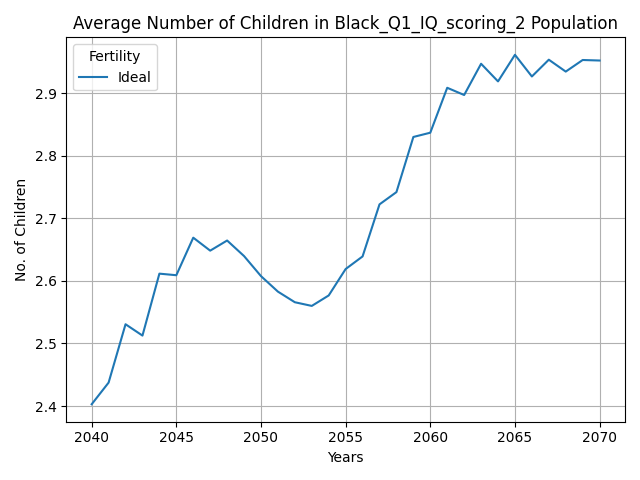 Average Number of Children in Black_Q1_IQ_scoring_2 Population
Fertility
Ideal
No. of Children
2.9
2.8
2.7
2.6
2.5
2.4
2040 2045 2050 2055 2060 2065 2070
Years